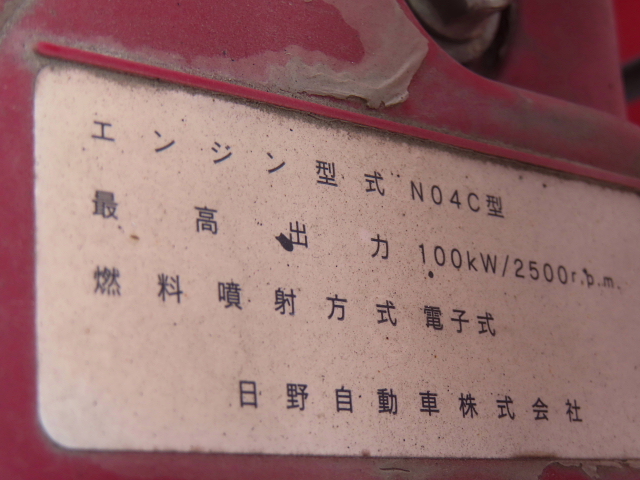 エンジン型式 N04C型
最高出力 100kW/2500r.p.m.
燃料噴射方式 電子式
日野自動車株式会社